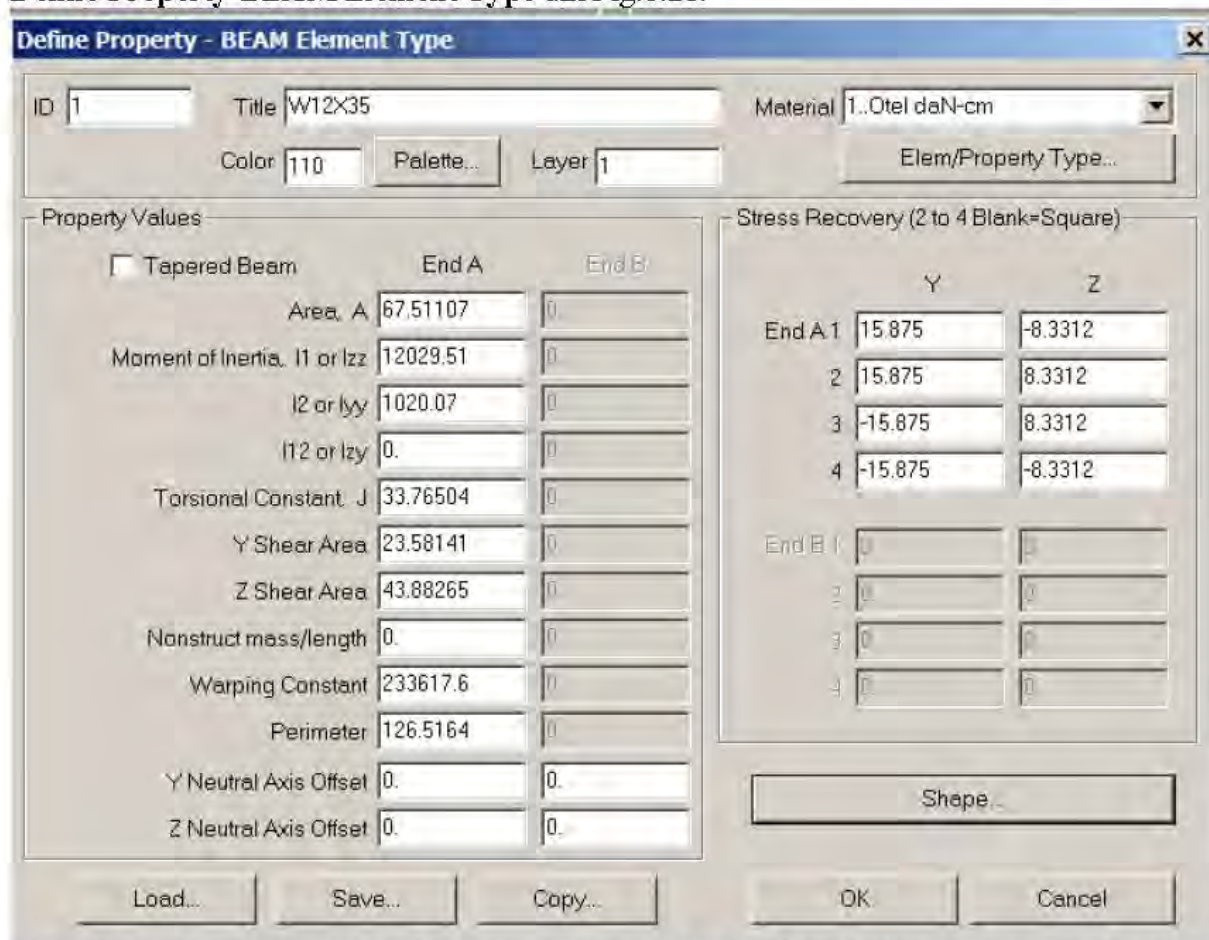 Define Property - BEAM Element Type
ID 1 Title W12X35 Material 1..Otel daN-cm
Color 110 Palette... Layer 1 Elem/Property Type...
Property Values
Tapered Beam End A End B
Area, A 67.51107 0.
Moment of Inertia, I1 or Izz 12029.51 0.
I2 or Iyy 1020.07 0.
I12 or Izy 0. 0.
Torsional Constant, J 33.76504 0.
Y Shear Area 23.58141 0.
Z Shear Area 43.88265 0.
Nonstruct mass/length 0. 0.
Warping Constant 233617.6 0.
Perimeter 126.5164 0.
Y Neutral Axis Offset 0. 0.
Z Neutral Axis Offset 0. 0.
Stress Recovery (2 to 4 Blank=Square)
Y Z
End A 1 15.875 -8.3312
2 15.875 8.3312
3 -15.875 8.3312
4 -15.875 -8.3312
End B 1 0. 0.
2 0. 0.
3 0. 0.
4 0. 0.
Shape...
Load... Save... Copy... OK Cancel